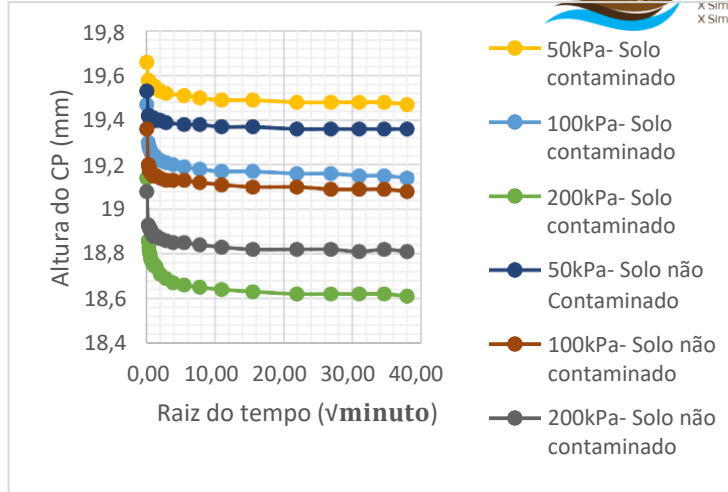 X Sim
X Sim
19,8
19,6
19,4
19,2
19
18,8
18,6
18,4
Altura do CP (mm)
0,00 10,00 20,00 30,00 40,00
Raiz do tempo (√minuto)
50kPa- Solo
contaminado
100kPa- Solo
contaminado
200kPa- Solo
contaminado
50kPa- Solo não
Contaminado
100kPa- Solo não
contaminado
200kPa- Solo não
contaminado